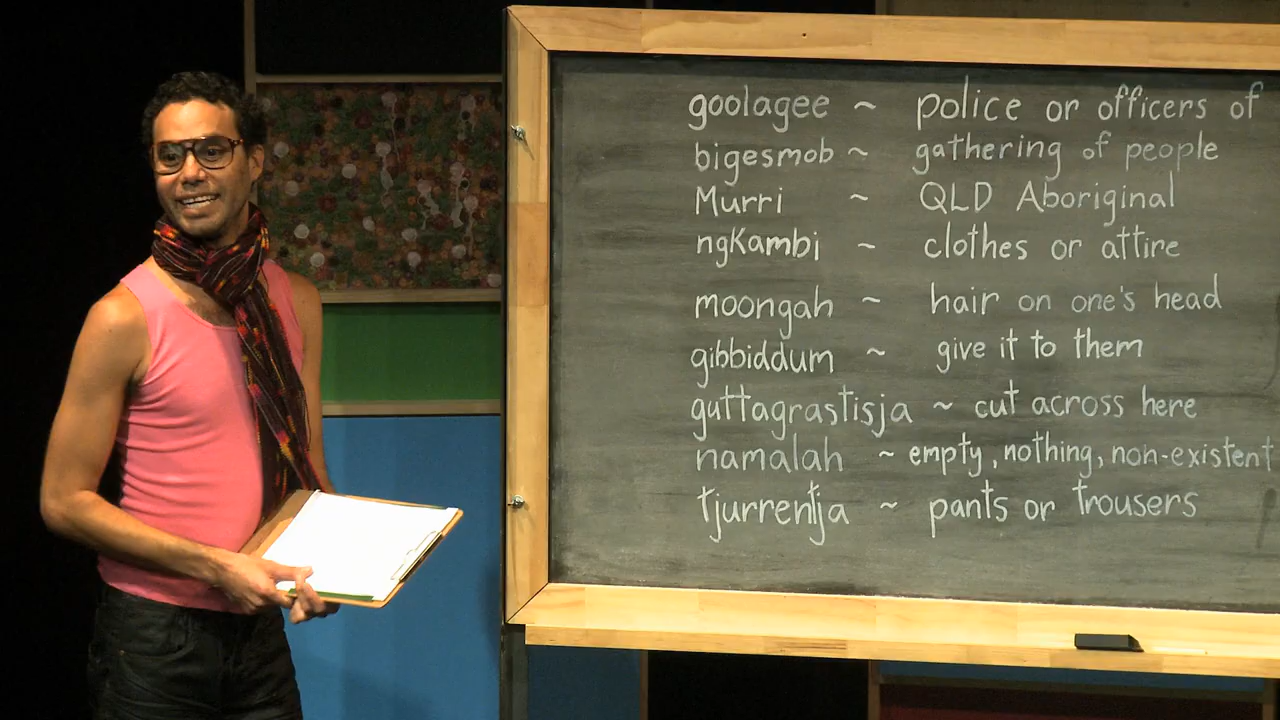 goolagee ~ police or officers of
bigesmob ~ gathering of people
Murri ~ QLD Aboriginal
ngKambi ~ clothes or attire
moongah ~ hair on one's head
gibbiddum ~ give it to them
guttagrastisja ~ cut across here
namalah ~ empty, nothing, non-existent
tjurrentja ~ pants or trousers